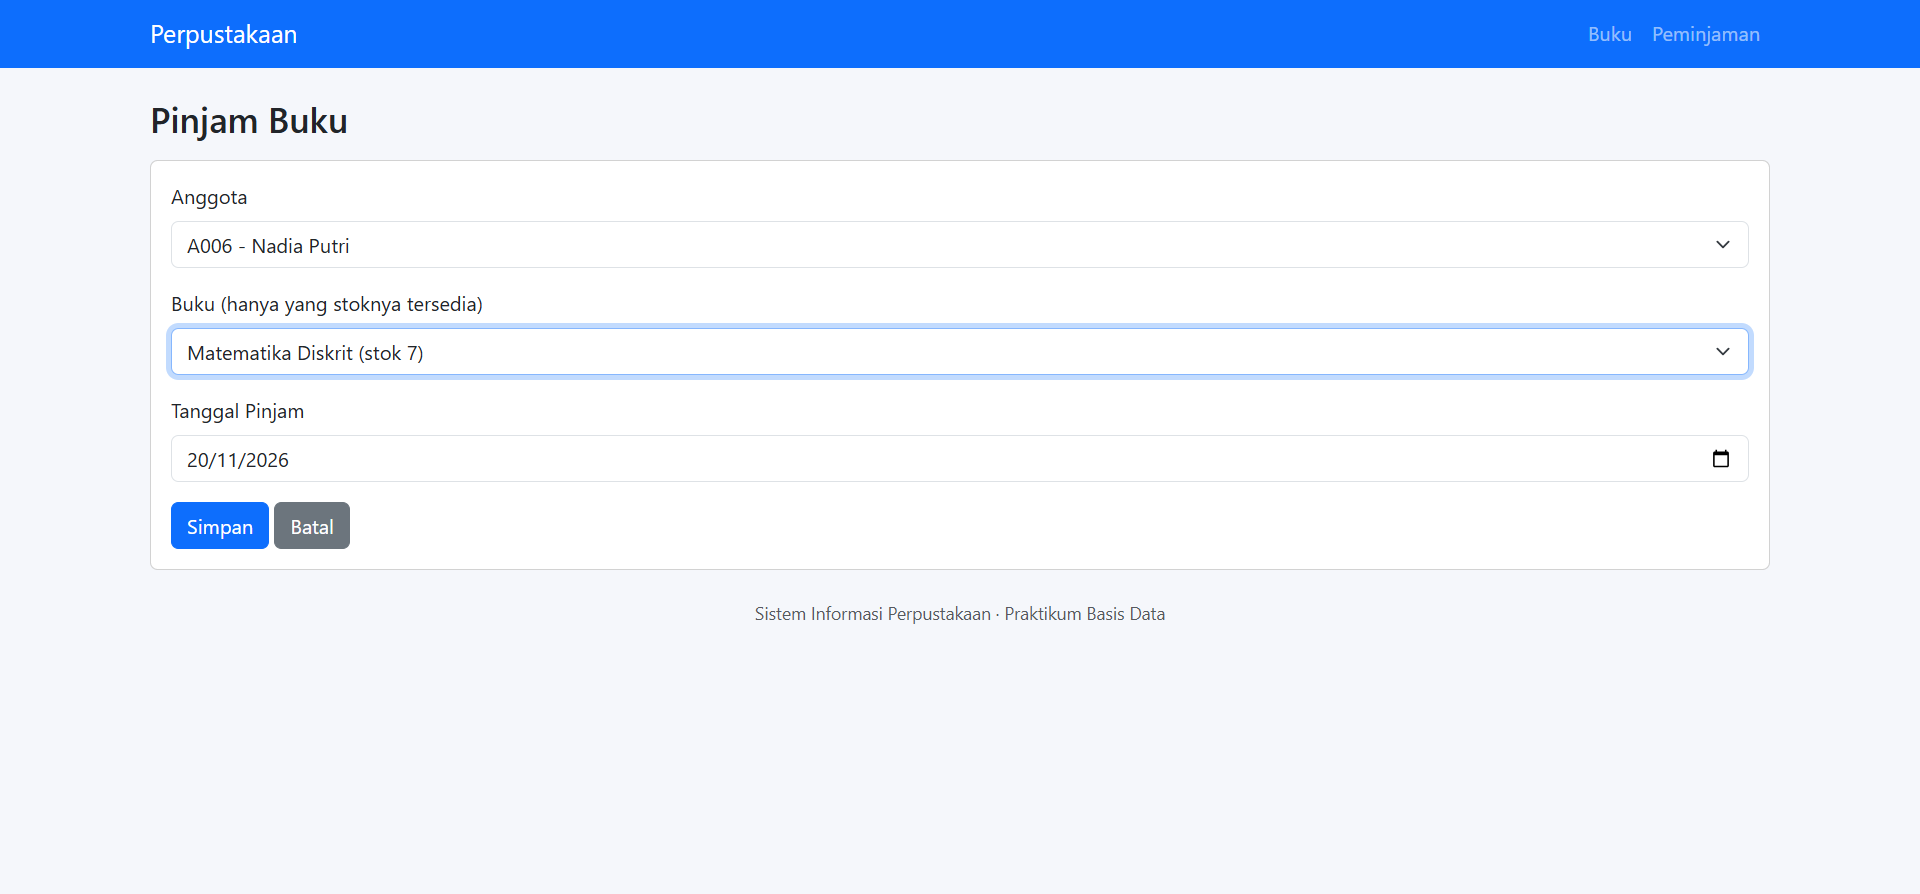 Perpustakaan
Buku Peminjaman
Pinjam Buku
Anggota
A006 - Nadia Putri
Buku (hanya yang stoknya tersedia)
Matematika Diskrit (stok 7)
Tanggal Pinjam
20/11/2026
Simpan Batal
Sistem Informasi Perpustakaan · Praktikum Basis Data